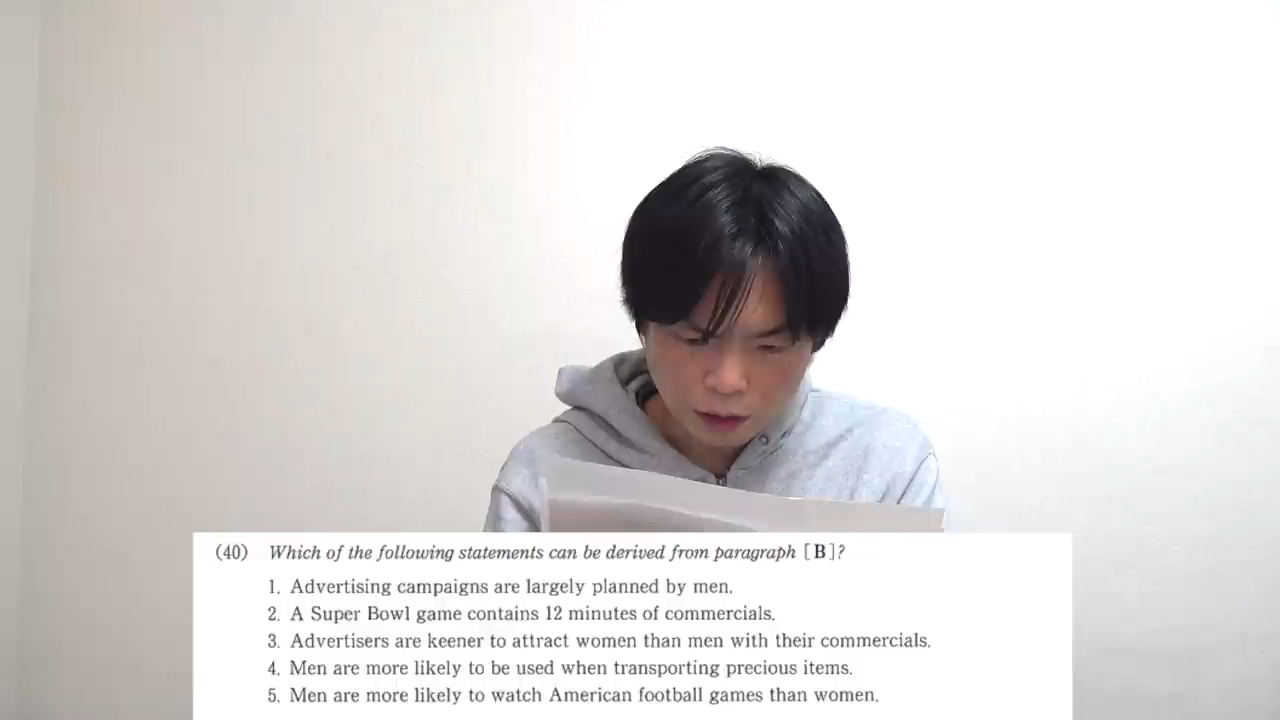 (40) Which of the following statements can be derived from paragraph [B]?
1. Advertising campaigns are largely planned by men.
2. A Super Bowl game contains 12 minutes of commercials.
3. Advertisers are keener to attract women than men with their commercials.
4. Men are more likely to be used when transporting precious items.
5. Men are more likely to watch American football games than women.